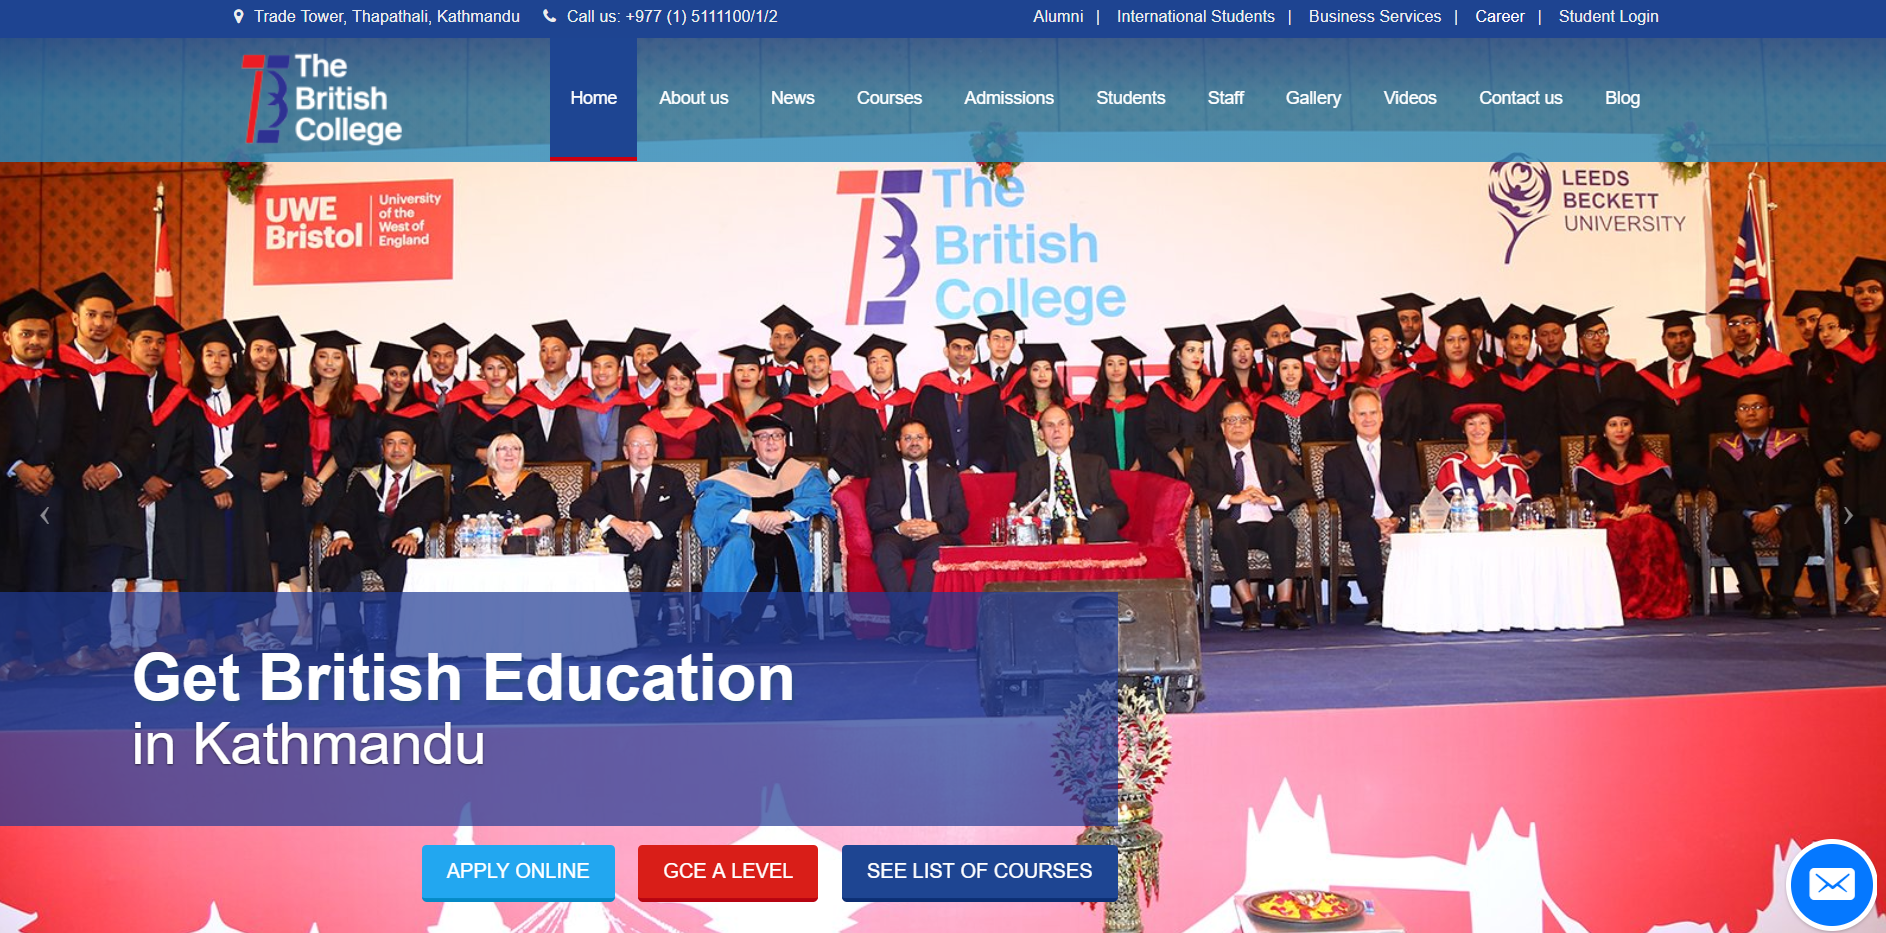 Trade Tower, Thapathali, Kathmandu
Call us: +977 (1) 5111100/1/2
Alumni |
International Students |
Business Services |
Career |
Student Login
The
British
College
Home
About us
News
Courses
Admissions
Students
Staff
Gallery
Videos
Contact us
Blog
UWE
Bristol
University
of the
West of
England
The
British
College
LEEDS
BECKETT
UNIVERSITY
Get British Education
in Kathmandu
APPLY ONLINE
GCE A LEVEL
SEE LIST OF COURSES